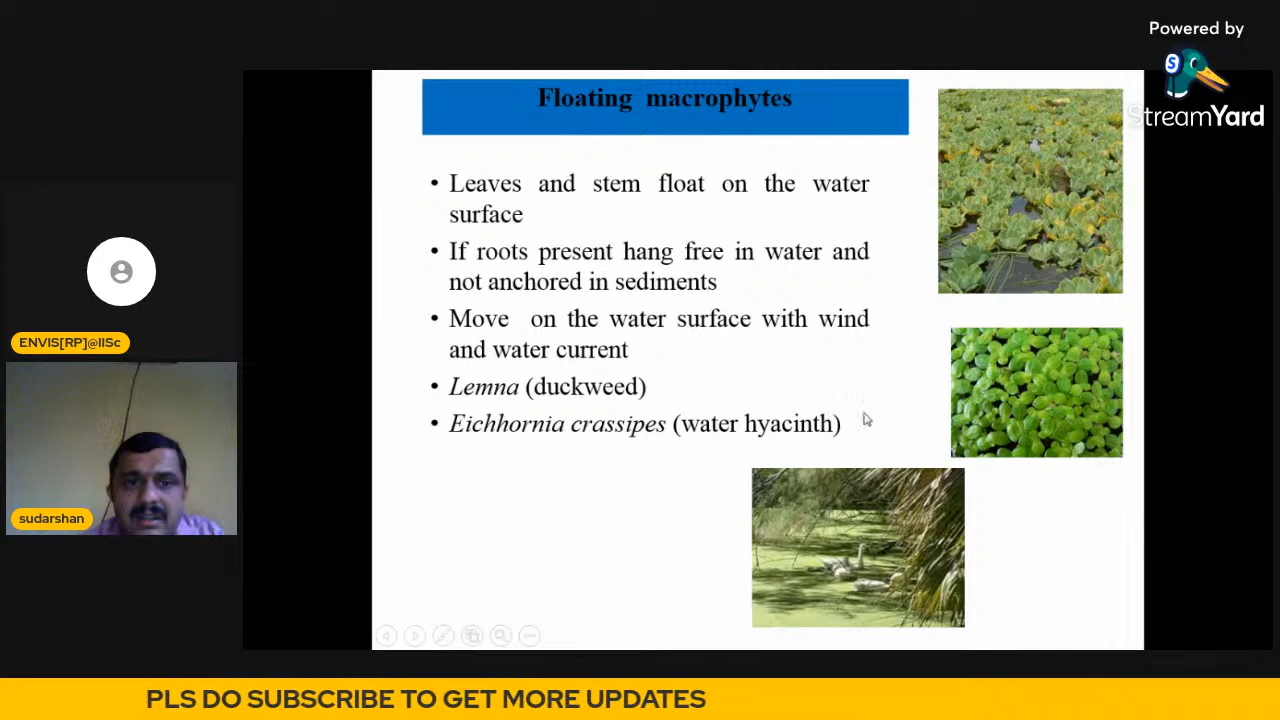 Powered by
StreamYard
Floating macrophytes
• Leaves and stem float on the water
surface
• If roots present hang free in water and
not anchored in sediments
• Move on the water surface with wind
and water current
• Lemna (duckweed)
• Eichhornia crassipes (water hyacinth)
ENVIS[RP]@IISc
sudarshan
PLS DO SUBSCRIBE TO GET MORE UPDATES